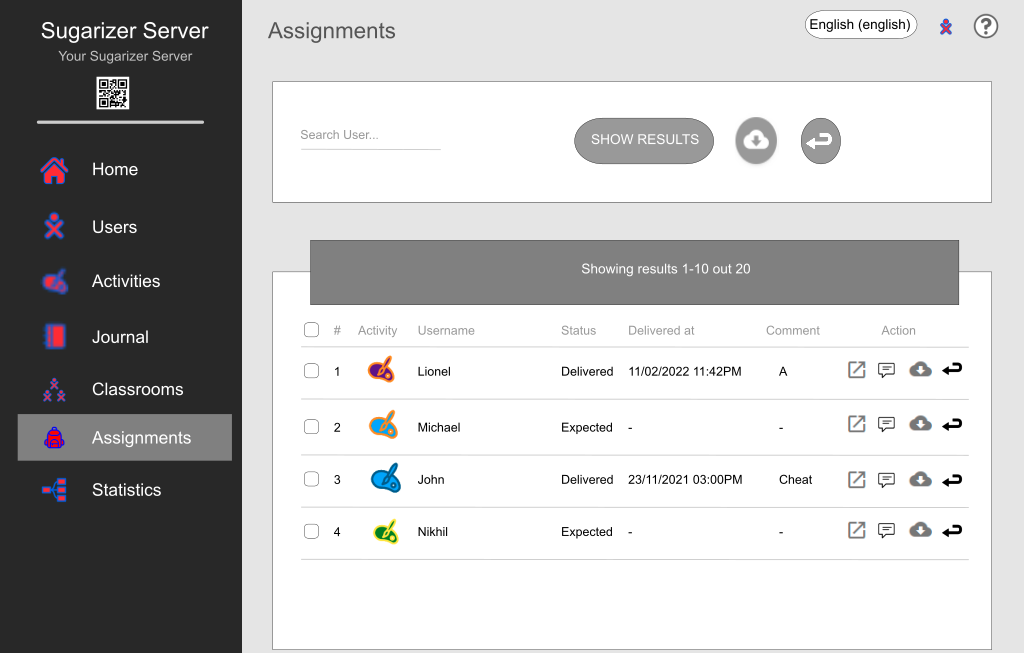 Sugarizer Server
Your Sugarizer Server
Home
Users
Activities
Journal
Classrooms
Assignments
Statistics
Assignments
English (english)
?
Search User...
SHOW RESULTS
Showing results 1-10 out 20
# Activity Username Status Delivered at Comment Action
1 Lionel Delivered 11/02/2022 11:42PM A
2 Michael Expected - -
3 John Delivered 23/11/2021 03:00PM Cheat
4 Nikhil Expected - -